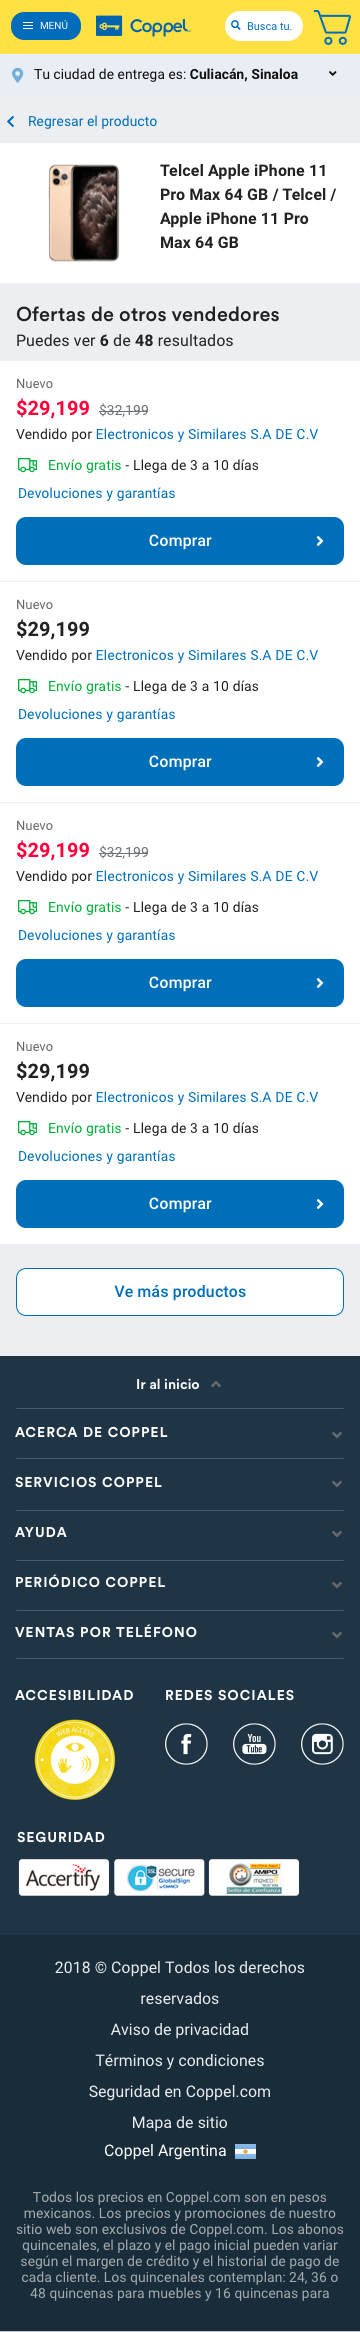 MENÚ
Coppel
Busca tu.
Tu ciudad de entrega es: Culiacán, Sinaloa
Regresar el producto
Telcel Apple iPhone 11
Pro Max 64 GB / Telcel /
Apple iPhone 11 Pro
Max 64 GB
Ofertas de otros vendedores
Puedes ver 6 de 48 resultados
Nuevo
$29,199 $32,199
Vendido por Electronicos y Similares S.A DE C.V
Envío gratis - Llega de 3 a 10 días
Devoluciones y garantías
Comprar
Nuevo
$29,199
Vendido por Electronicos y Similares S.A DE C.V
Envío gratis - Llega de 3 a 10 días
Devoluciones y garantías
Comprar
Nuevo
$29,199 $32,199
Vendido por Electronicos y Similares S.A DE C.V
Envío gratis - Llega de 3 a 10 días
Devoluciones y garantías
Comprar
Nuevo
$29,199
Vendido por Electronicos y Similares S.A DE C.V
Envío gratis - Llega de 3 a 10 días
Devoluciones y garantías
Comprar
Ve más productos
Ir al inicio
ACERCA DE COPPEL
SERVICIOS COPPEL
AYUDA
PERIÓDICO COPPEL
VENTAS POR TELÉFONO
ACCESIBILIDAD REDES SOCIALES
WEB ACCESS
You
Tube
SEGURIDAD
Accertify
SSL secure
GlobalSign
by GMO
AMIPCI
Sello de Confianza
2018 © Coppel Todos los derechos
reservados
Aviso de privacidad
Términos y condiciones
Seguridad en Coppel.com
Mapa de sitio
Coppel Argentina
Todos los precios en Coppel.com son en pesos
mexicanos. Los precios y promociones de nuestro
sitio web son exclusivos de Coppel.com. Los abonos
quincenales, el plazo y el pago inicial pueden variar
según el margen de crédito y el historial de pago de
cada cliente. Los quincenales contemplan: 24, 36 o
48 quincenas para muebles y 16 quincenas para